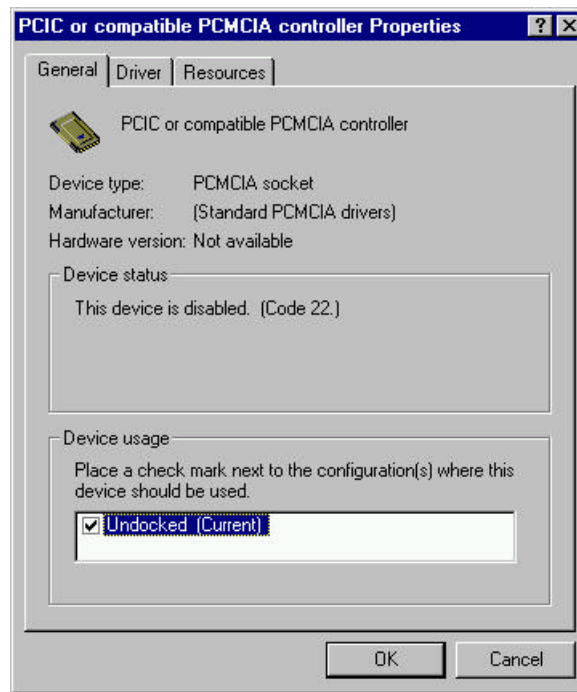 PCIC or compatible PCMCIA controller Properties
General Driver Resources
PCIC or compatible PCMCIA controller
Device type: PCMCIA socket
Manufacturer: (Standard PCMCIA drivers)
Hardware version: Not available
Device status
This device is disabled. (Code 22.)
Device usage
Place a check mark next to the configuration(s) where this
device should be used.
Undocked (Current)
OK Cancel